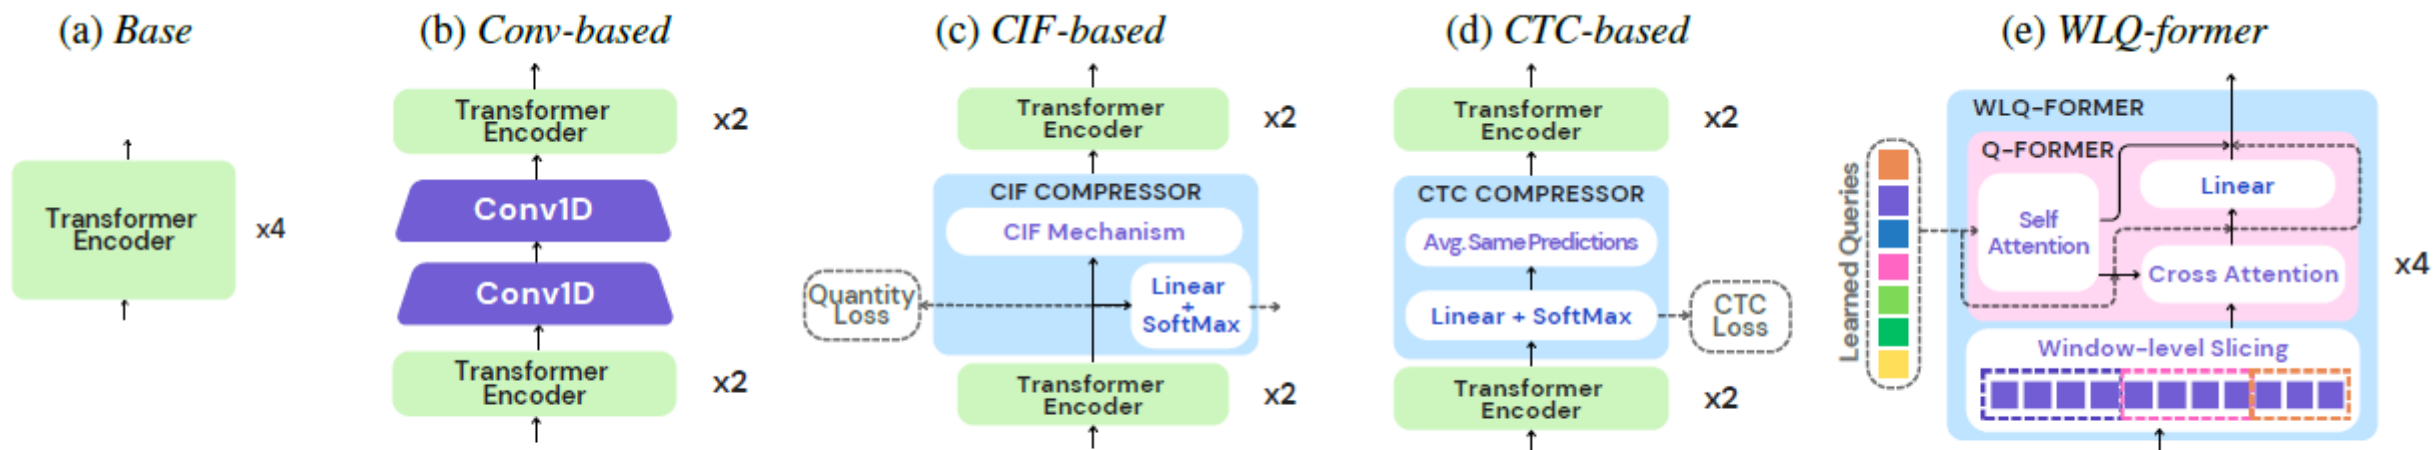 (a) Base
Transformer
Encoder
x4
(b) Conv-based
Transformer
Encoder
x2
Conv1D
Conv1D
Transformer
Encoder
x2
(c) CIF-based
Transformer
Encoder
x2
CIF COMPRESSOR
CIF Mechanism
Quantity
Loss
Linear
+
SoftMax
Transformer
Encoder
x2
(d) CTC-based
Transformer
Encoder
x2
CTC COMPRESSOR
Avg. Same Predictions
Linear + SoftMax
CTC
Loss
Transformer
Encoder
x2
(e) WLQ-former
WLQ-FORMER
Q-FORMER
Learned Queries
Linear
Self
Attention
Cross Attention
x4
Window-level Slicing